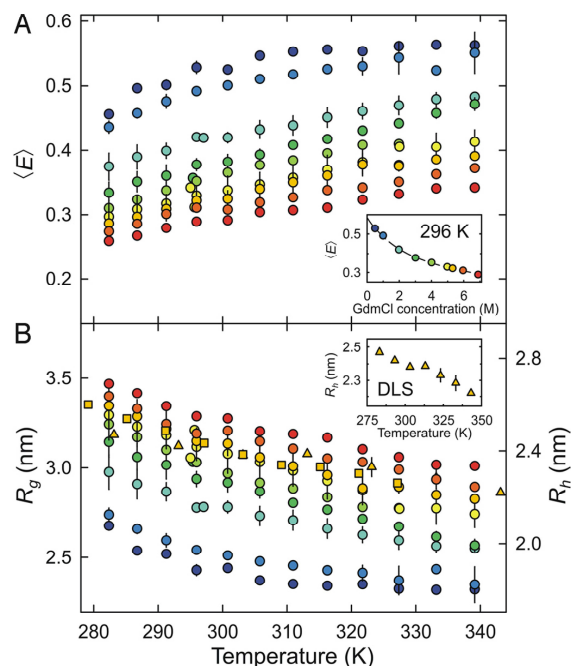 A
0.6
0.5
0.4
0.3
0.2
⟨E⟩
⟨E⟩
0.5
0.3
296 K
0 2 4 6
GdmCl concentration (M)
B
3.5
3.0
2.5
Rg (nm)
Rh (nm)
2.5
2.3
DLS
275 300 325 350
Temperature (K)
2.8
2.4
2.0
Rh (nm)
280 290 300 310 320 330 340
Temperature (K)